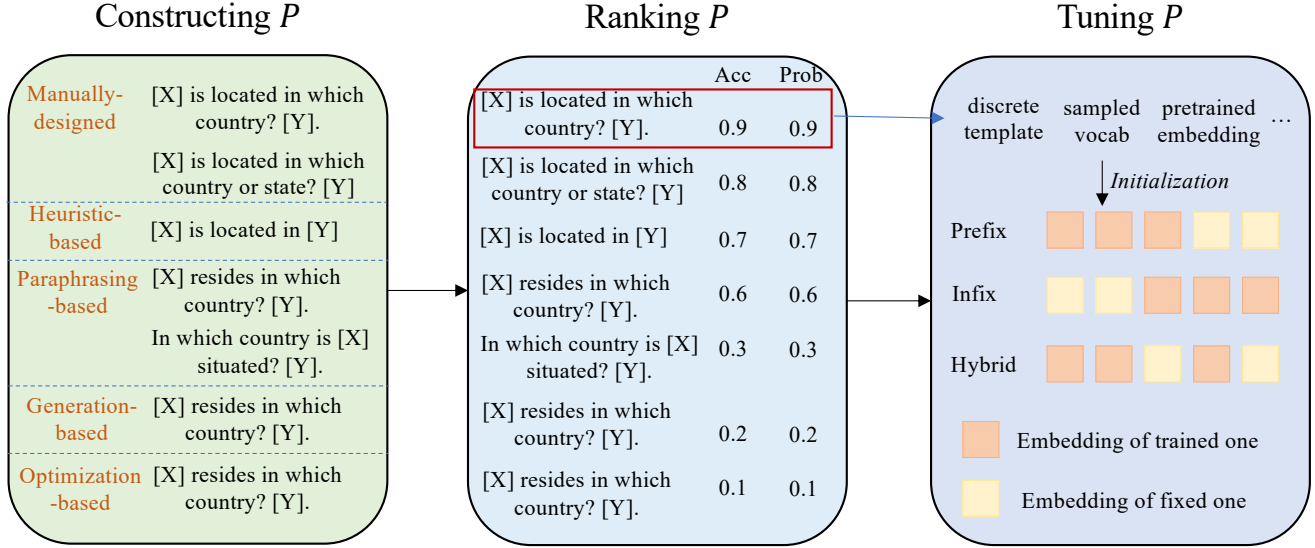 Constructing P
Ranking P
Tuning P
Manually-
designed
[X] is located in which
country? [Y].
[X] is located in which
country or state? [Y]
Heuristic-
based
[X] is located in [Y]
Paraphrasing
-based
[X] resides in which
country? [Y].
In which country is [X]
situated? [Y].
Generation-
based
[X] resides in which
country? [Y].
Optimization
-based
[X] resides in which
country? [Y].
Acc Prob
[X] is located in which
country? [Y]. 0.9 0.9
[X] is located in which
country or state? [Y] 0.8 0.8
[X] is located in [Y] 0.7 0.7
[X] resides in which
country? [Y]. 0.6 0.6
In which country is [X]
situated? [Y]. 0.3 0.3
[X] resides in which
country? [Y]. 0.2 0.2
[X] resides in which
country? [Y]. 0.1 0.1
discrete
template
sampled
vocab
pretrained
embedding
...
Initialization
Prefix
Infix
Hybrid
Embedding of trained one
Embedding of fixed one